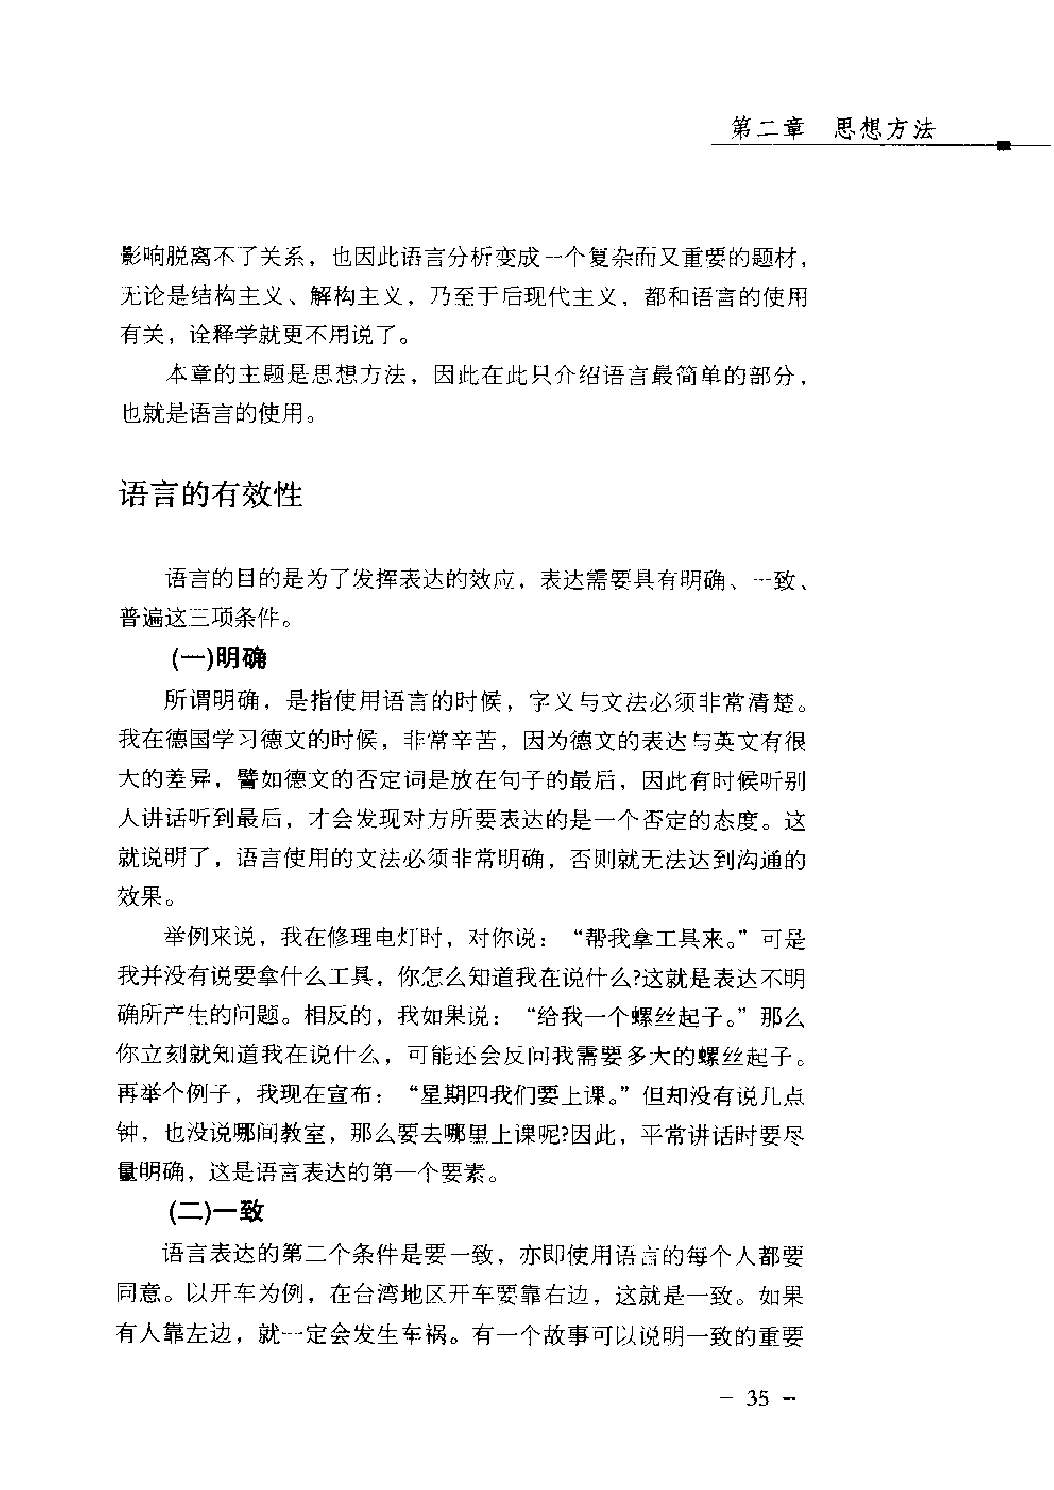 第二章 思想方法
影响脱离不了关系，也因此语言分析变成一个复杂而又重要的题材，
无论是结构主义、解构主义，乃至于后现代主义，都和语言的使用
有关，诠释学就更不用说了。
本章的主题是思想方法，因此在此只介绍语言最简单的部分，
也就是语言的使用。
语言的有效性
语言的目的是为了发挥表达的效应，表达需要具有明确、一致、
普遍这三项条件。
(一)明确
所谓明确，是指使用语言的时候，字义与文法必须非常清楚。
我在德国学习德文的时候，非常辛苦，因为德文的表达与英文有很
大的差异，譬如德文的否定词是放在句子的最后，因此有时候听别
人讲话听到最后，才会发现对方所要表达的是一个否定的态度。这
就说明了，语言使用的文法必须非常明确，否则就无法达到沟通的
效果。
举例来说，我在修理电灯时，对你说：“帮我拿工具来。”可是
我并没有说要拿什么工具，你怎么知道我在说什么?这就是表达不明
确所产生的问题。相反的，我如果说：“给我一个螺丝起子。”那么
你立刻就知道我在说什么，可能还会反问我需要多大的螺丝起子。
再举个例子，我现在宣布：“星期四我们要上课。”但却没有说几点
钟，也没说哪间教室，那么要去哪里上课呢?因此，平常讲话时要尽
量明确，这是语言表达的第一个要素。
(二)一致
语言表达的第二个条件是要一致，亦即使用语言的每个人都要
同意。以开车为例，在台湾地区开车要靠右边，这就是一致。如果
有人靠左边，就一定会发生车祸。有一个故事可以说明一致的重要
- 35 -